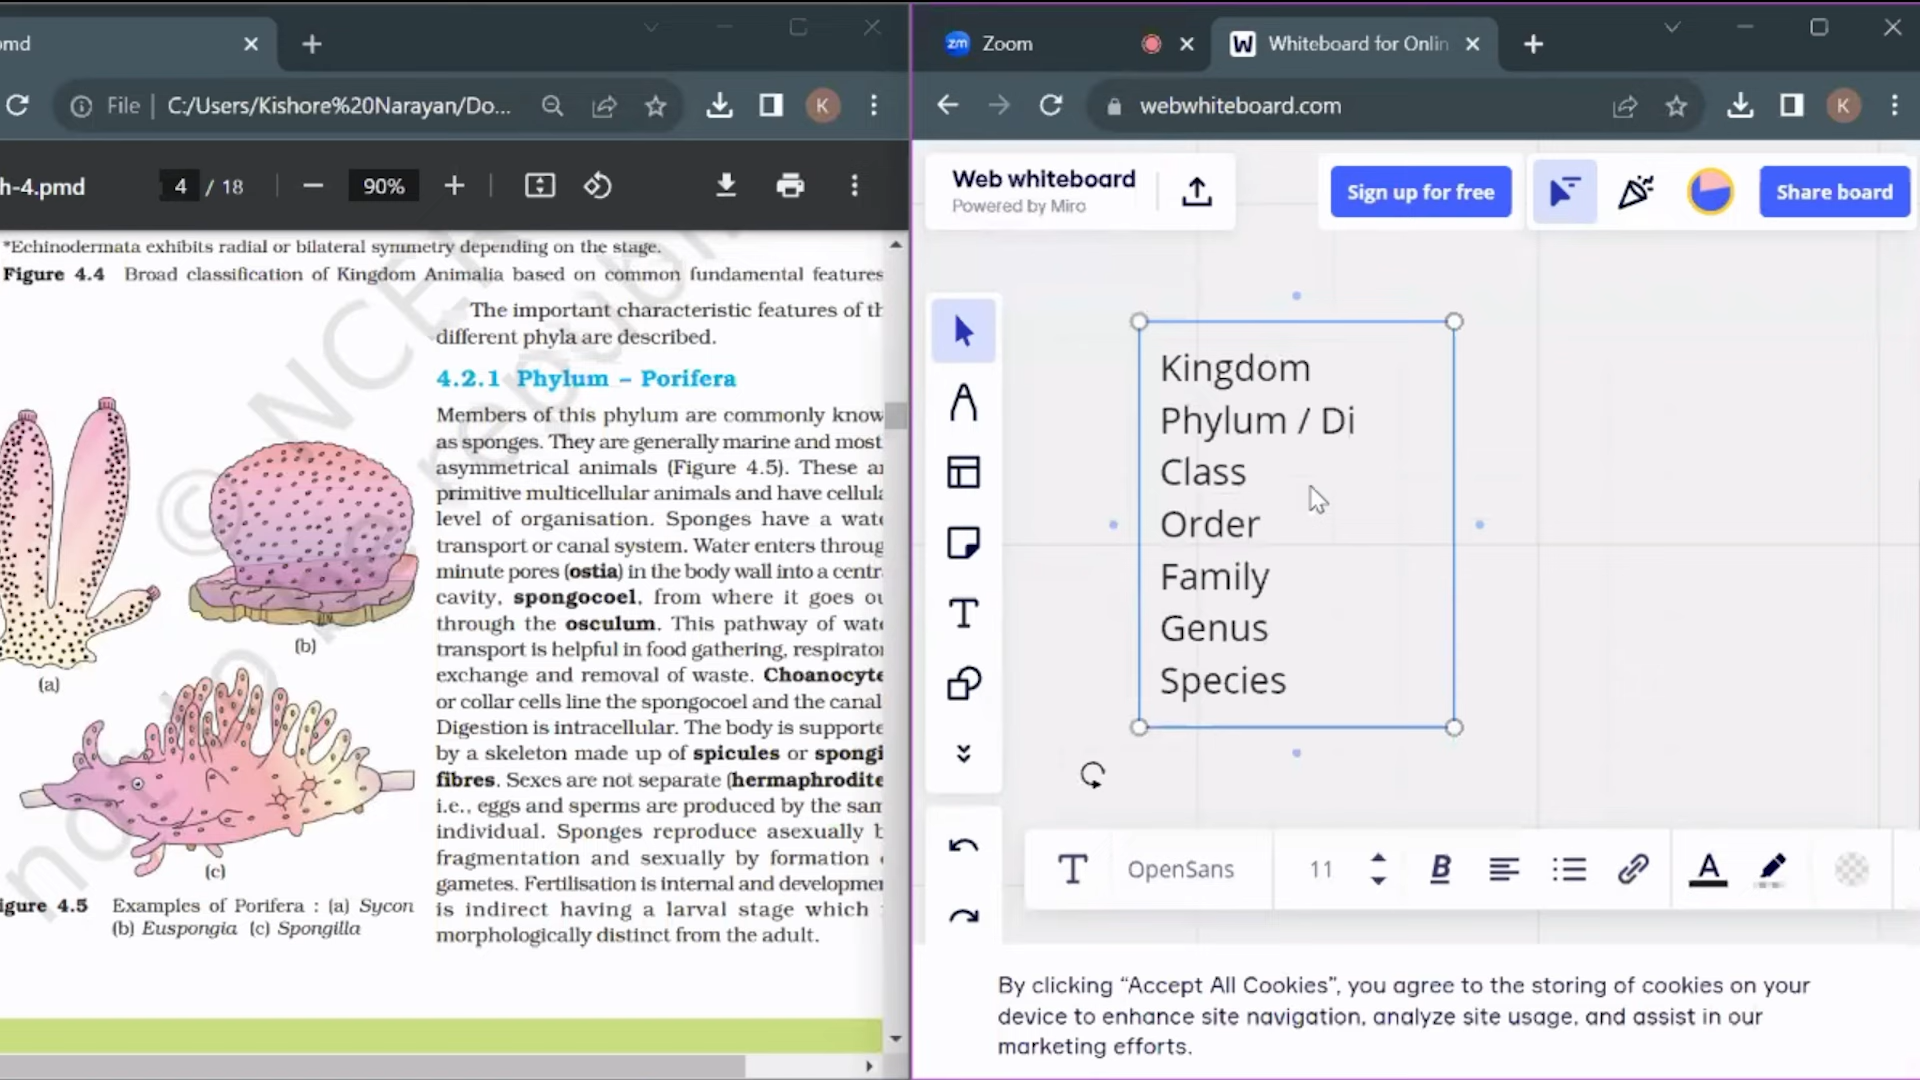 omd
File
C:/Users/Kishore%20Narayan/Do...
K
h-4.pmd
4 / 18
90%
*Echinodermata exhibits radial or bilateral symmetry depending on the stage.
Figure 4.4 Broad classification of Kingdom Animalia based on common fundamental features
The important characteristic features of th
different phyla are described.
4.2.1 Phylum – Porifera
Members of this phylum are commonly know
as sponges. They are generally marine and most
asymmetrical animals (Figure 4.5). These ar
primitive multicellular animals and have cellula
level of organisation. Sponges have a wate
transport or canal system. Water enters throug
minute pores (ostia) in the body wall into a centr
cavity, spongocoel, from where it goes ou
through the osculum. This pathway of wate
transport is helpful in food gathering, respirator
exchange and removal of waste. Choanocyte
or collar cells line the spongocoel and the canal
Digestion is intracellular. The body is supporte
by a skeleton made up of spicules or spongi
fibres. Sexes are not separate (hermaphrodite
i.e., eggs and sperms are produced by the sam
individual. Sponges reproduce asexually b
fragmentation and sexually by formation
gametes. Fertilisation is internal and developmen
is indirect having a larval stage which
morphologically distinct from the adult.
(a)
(b)
(c)
igure 4.5 Examples of Porifera : (a) Sycon
(b) Euspongia (c) Spongilla
© NCE
republi
zm Zoom
W Whiteboard for Onlin
webwhiteboard.com
K
Web whiteboard
Powered by Miro
Sign up for free
Share board
Kingdom
Phylum / Di
Class
Order
Family
Genus
Species
T OpenSans 11 B A
By clicking “Accept All Cookies”, you agree to the storing of cookies on your
device to enhance site navigation, analyze site usage, and assist in our
marketing efforts.